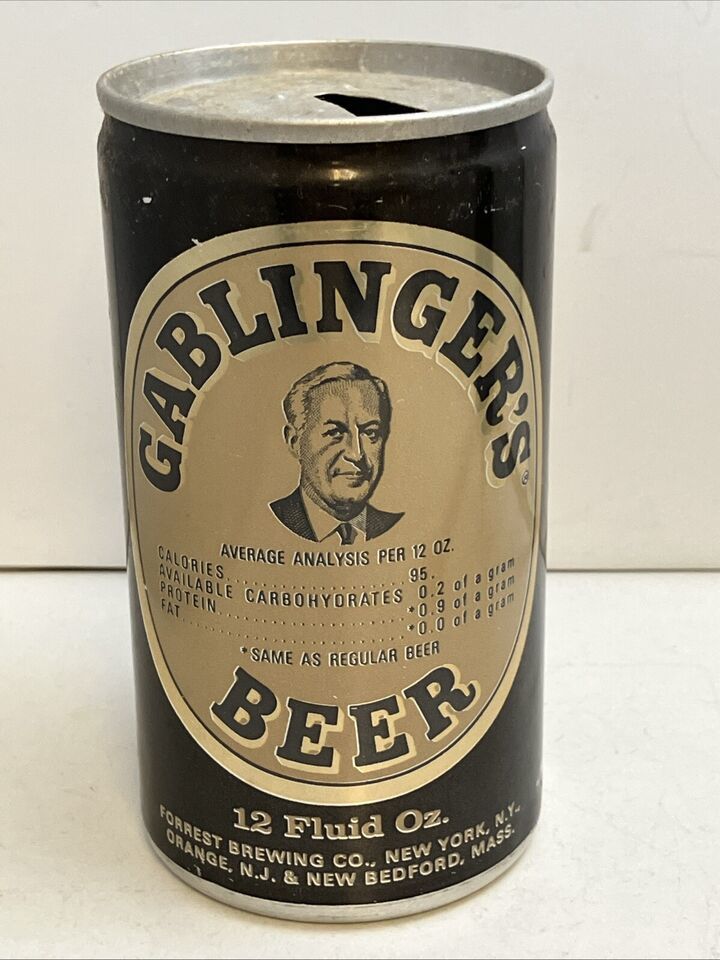 GABLINGER'S®
AVERAGE ANALYSIS PER 12 OZ.
CALORIES.......................... 95.
AVAILABLE CARBOHYDRATES 0.2 of a gram
PROTEIN.......................... *0.9 of a gram
FAT.............................. *0.0 of a gram
*SAME AS REGULAR BEER
BEER
12 Fluid Oz.
FORREST BREWING CO., NEW YORK, N.Y.,
ORANGE, N.J. & NEW BEDFORD, MASS.